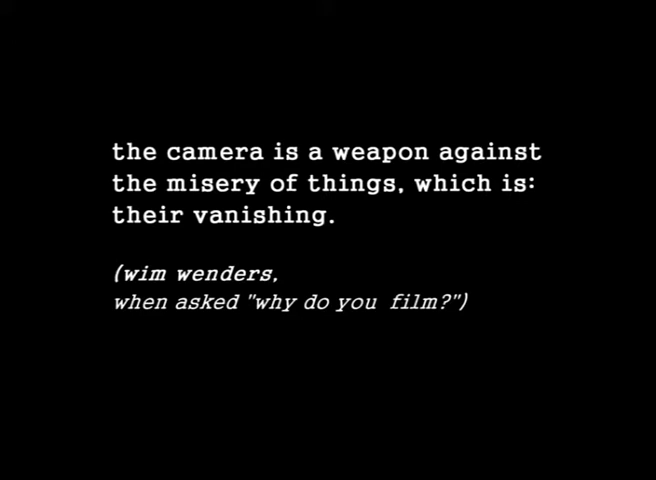 the camera is a weapon against
the misery of things, which is:
their vanishing.
(wim wenders,
when asked "why do you film?")